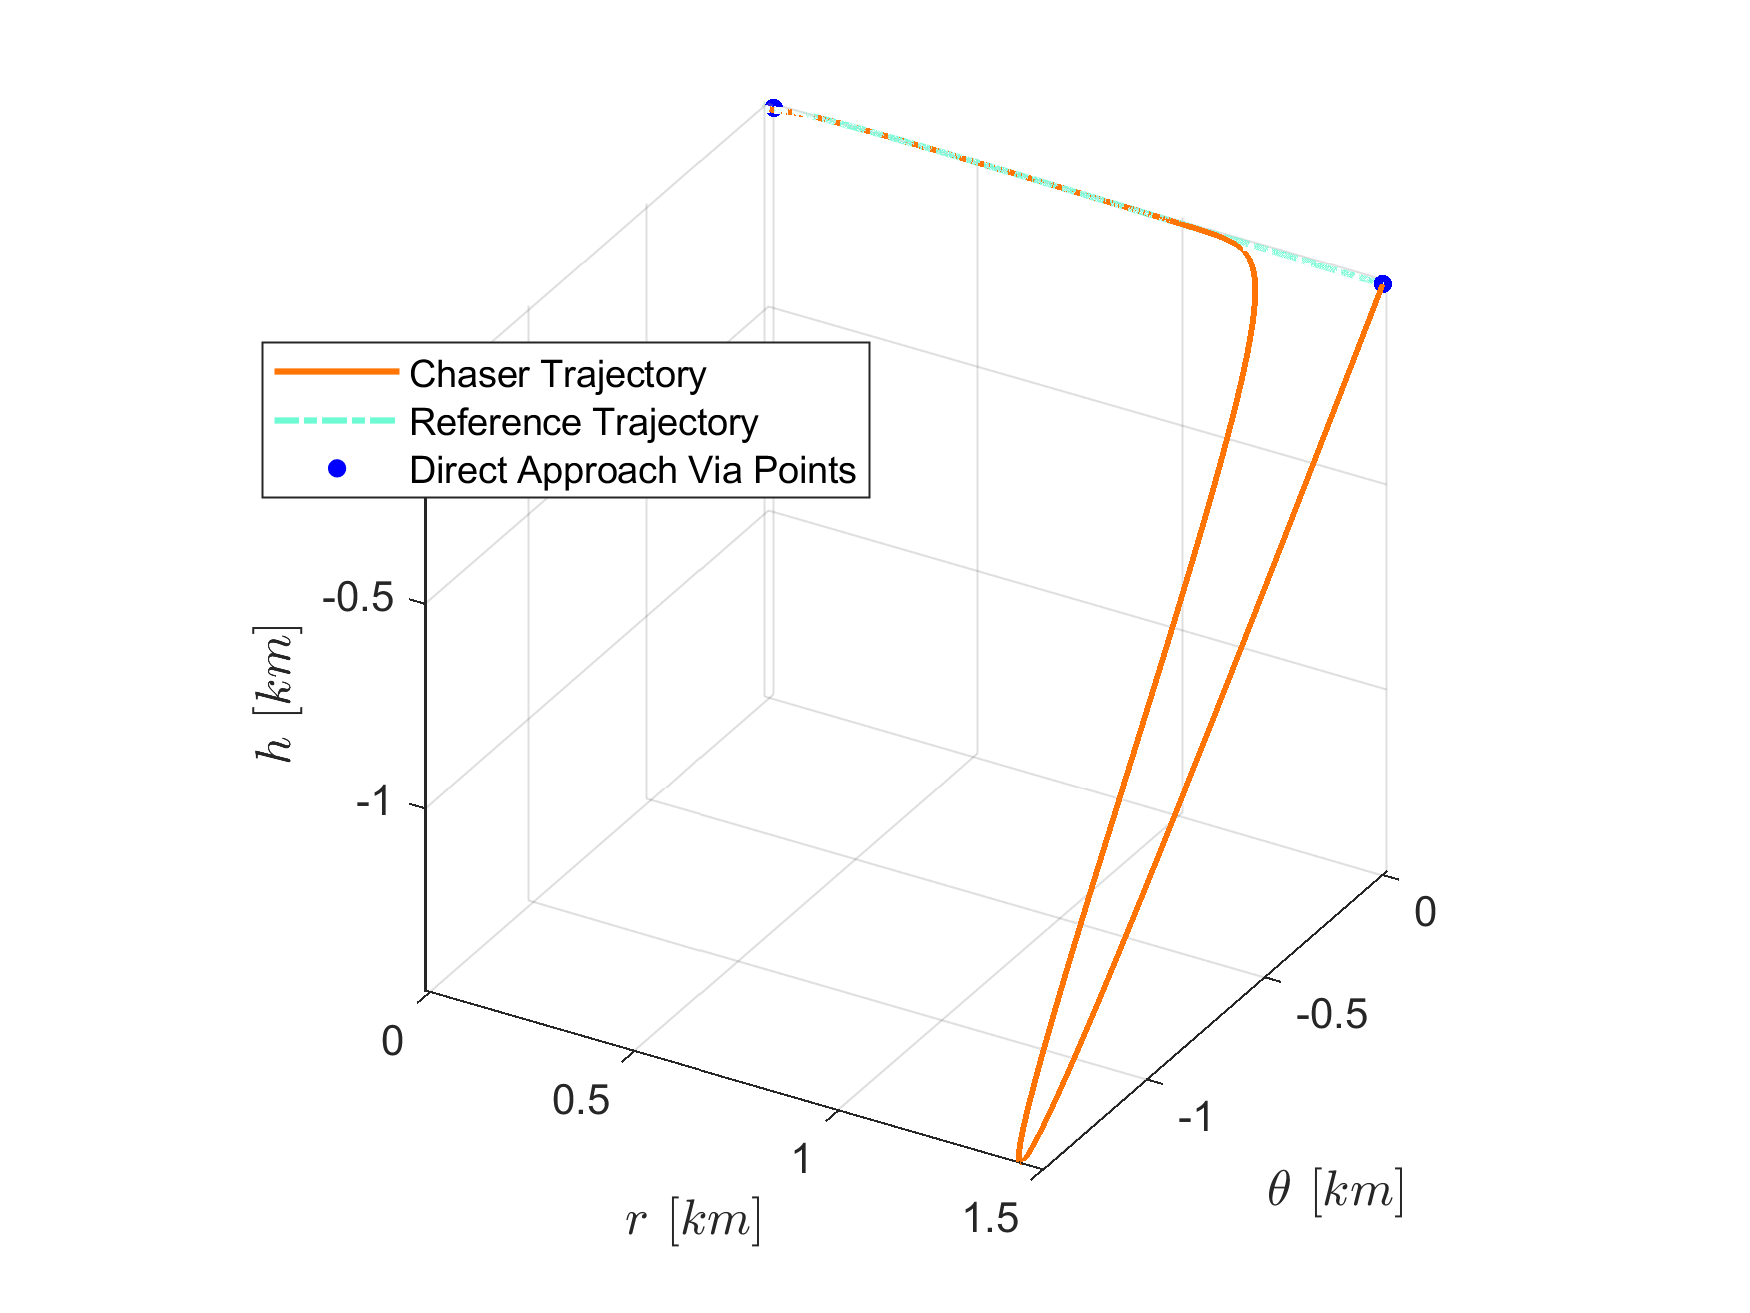 Chaser Trajectory
Reference Trajectory
Direct Approach Via Points
-0.5
-1
h [km]
0
0.5
1
1.5
r [km]
0
-0.5
-1
θ [km]